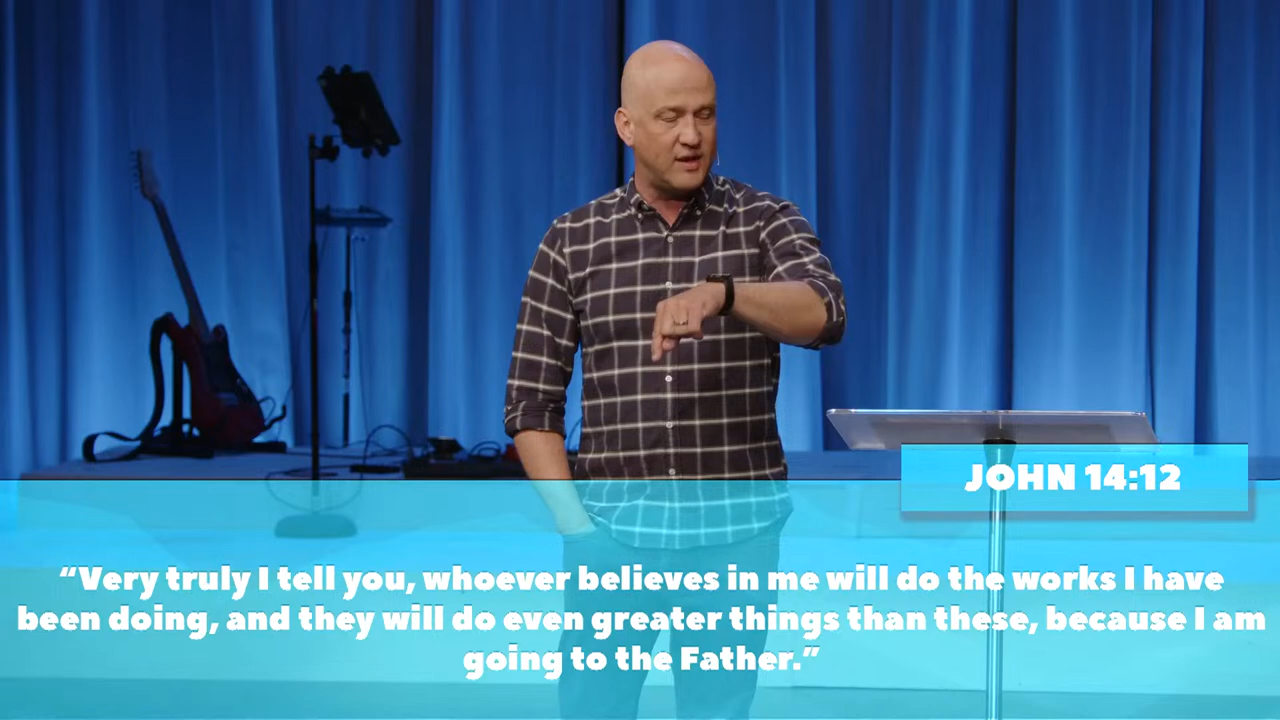 JOHN 14:12
“Very truly I tell you, whoever believes in me will do the works I have
been doing, and they will do even greater things than these, because I am
going to the Father.”